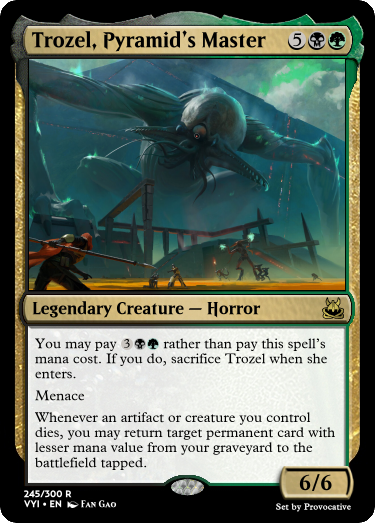 Trozel, Pyramid's Master 5
Legendary Creature — Horror
You may pay 3 rather than pay this spell's
mana cost. If you do, sacrifice Trozel when she
enters.
Menace
Whenever an artifact or creature you control
dies, you may return target permanent card with
lesser mana value from your graveyard to the
battlefield tapped.
6/6
245/300 R
VYI • EN Fan Gao
Set by Provocative